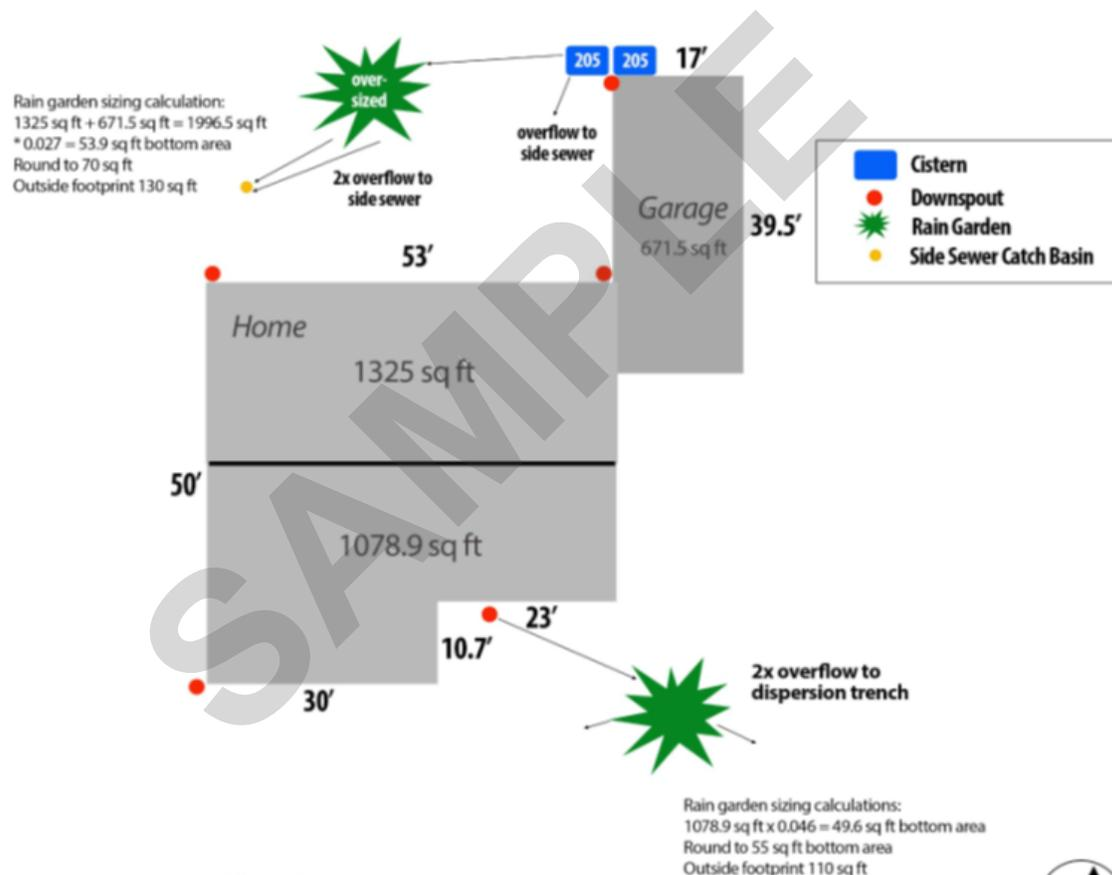 Rain garden sizing calculation:
1325 sq ft + 671.5 sq ft = 1996.5 sq ft
* 0.027 = 53.9 sq ft bottom area
Round to 70 sq ft
Outside footprint 130 sq ft
over-
sized
205 205
17′
overflow to
side sewer
2x overflow to
side sewer
Garage
671.5 sq ft
39.5′
Cistern
Downspout
Rain Garden
Side Sewer Catch Basin
53′
Home
1325 sq ft
50′
1078.9 sq ft
23′
10.7′
30′
2x overflow to
dispersion trench
Rain garden sizing calculations:
1078.9 sq ft x 0.046 = 49.6 sq ft bottom area
Round to 55 sq ft bottom area
Outside footprint 110 sq ft
SAMPLE